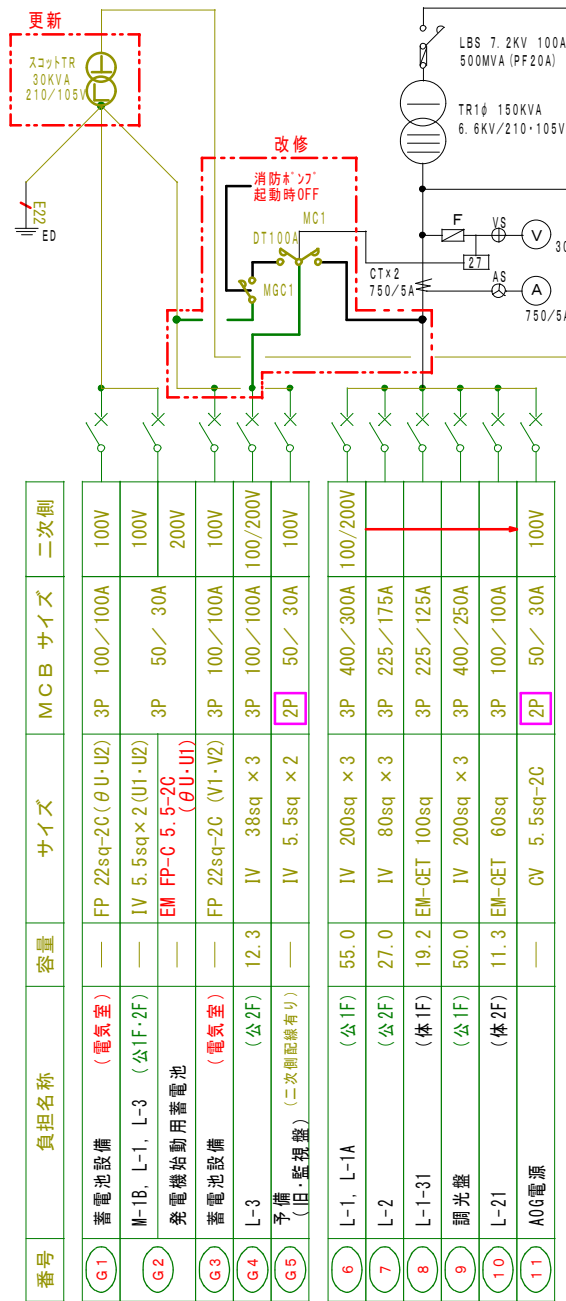 更新
スコットTR
30KVA
210/105V
E22
ED
改修
消防ポンプ
起動時OFF
MC1
DT100A
MGC1
LBS 7.2KV 100A
500MVA(PF20A)
TR1φ 150KVA
6.6KV/210・105V
F
VS
V
30
27
CT×2
750/5A
AS
A
750/5A
二次側
100V
100V
200V
100V
100/200V
100V
100/200V
100V
MCB サイズ
3P 100/100A
3P 50/ 30A
3P 100/100A
3P 100/100A
2P 50/ 30A
3P 400/300A
3P 225/175A
3P 225/125A
3P 400/250A
3P 100/100A
2P 50/ 30A
サイズ
FP 22sq-2C(θU・U2)
IV 5.5sq×2(U1・U2)
EM FP-C 5.5-2C
(θU・U1)
FP 22sq-2C (V1・V2)
IV 38sq ×3
IV 5.5sq ×2
IV 200sq ×3
IV 80sq ×3
EM-CET 100sq
IV 200sq ×3
EM-CET 60sq
CV 5.5sq-2C
容量
—
—
—
—
12.3
—
55.0
27.0
19.2
50.0
11.3
—
負担名称
蓄電池設備 (電気室)
M-1B, L-1, L-3 (公1F・2F)
発電機始動用蓄電池
蓄電池設備 (電気室)
L-3 (公2F)
予備 (二次側配線有り)
(旧・監視盤)
L-1, L-1A (公1F)
L-2 (公2F)
L-1-31 (体1F)
調光盤 (公1F)
L-21 (体2F)
AOG電源
番号
G1
G2
G3
G4
G5
6
7
8
9
10
11